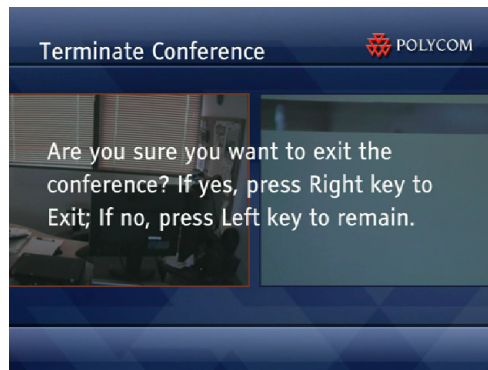 Terminate Conference
POLYCOM
Are you sure you want to exit the
conference? If yes, press Right key to
Exit; If no, press Left key to remain.